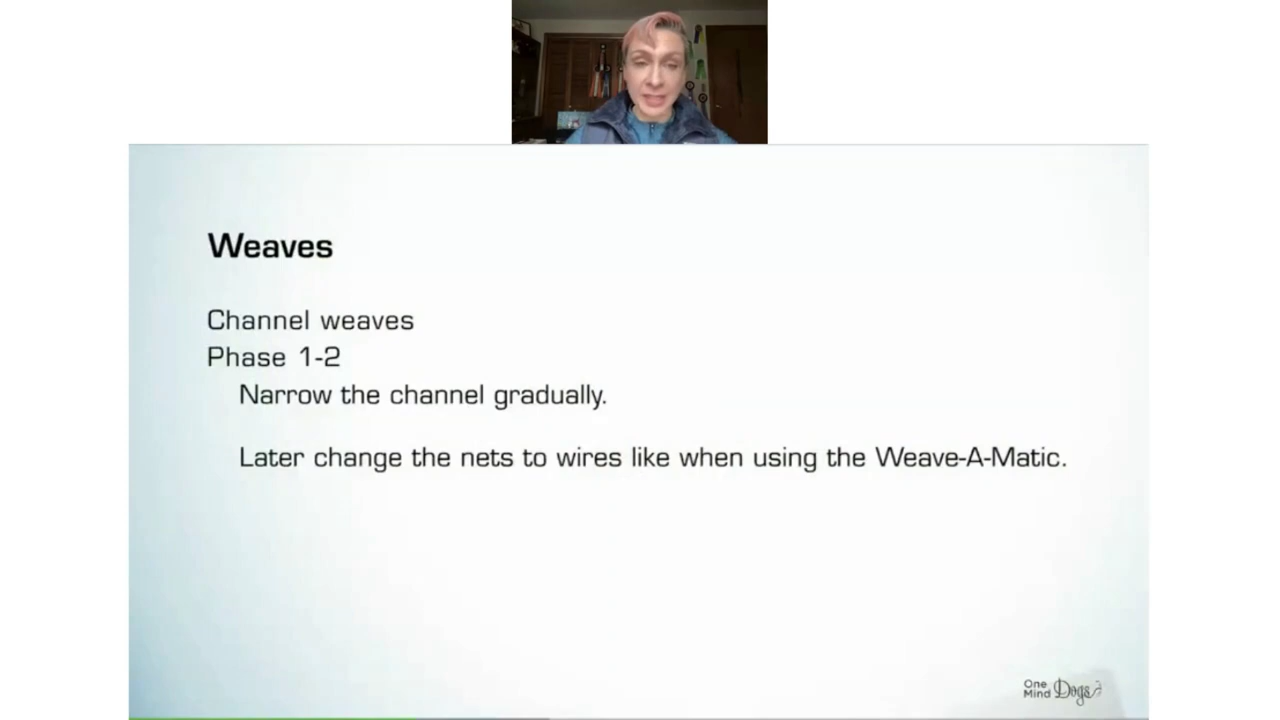 Weaves
Channel weaves
Phase 1-2
Narrow the channel gradually.
Later change the nets to wires like when using the Weave-A-Matic.
One
Mind Dogs